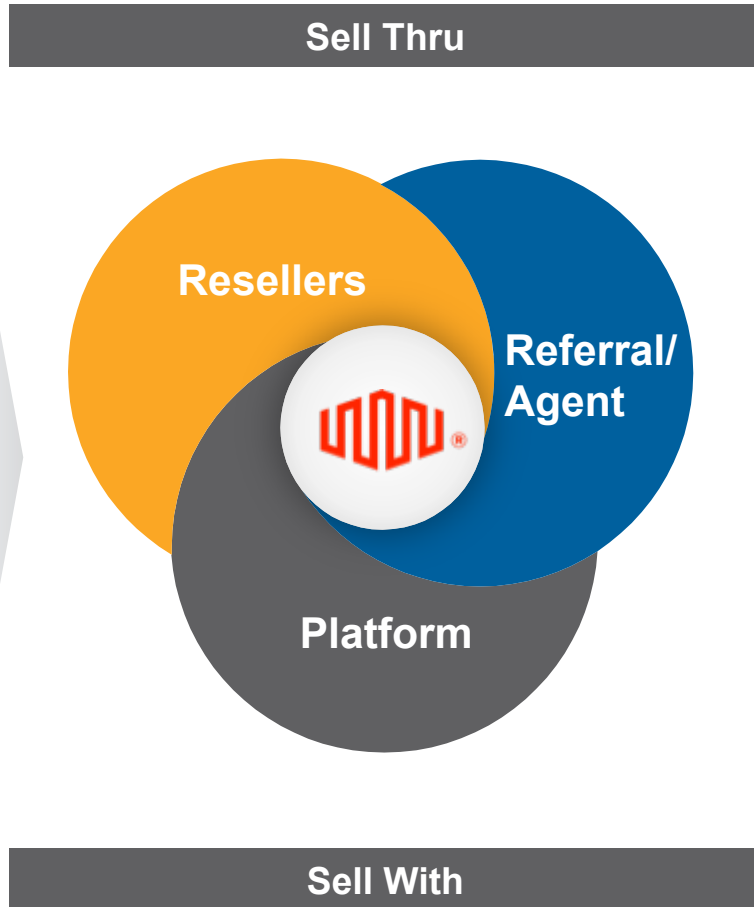 Sell Thru
Resellers
Referral/
Agent
®
Platform
Sell With